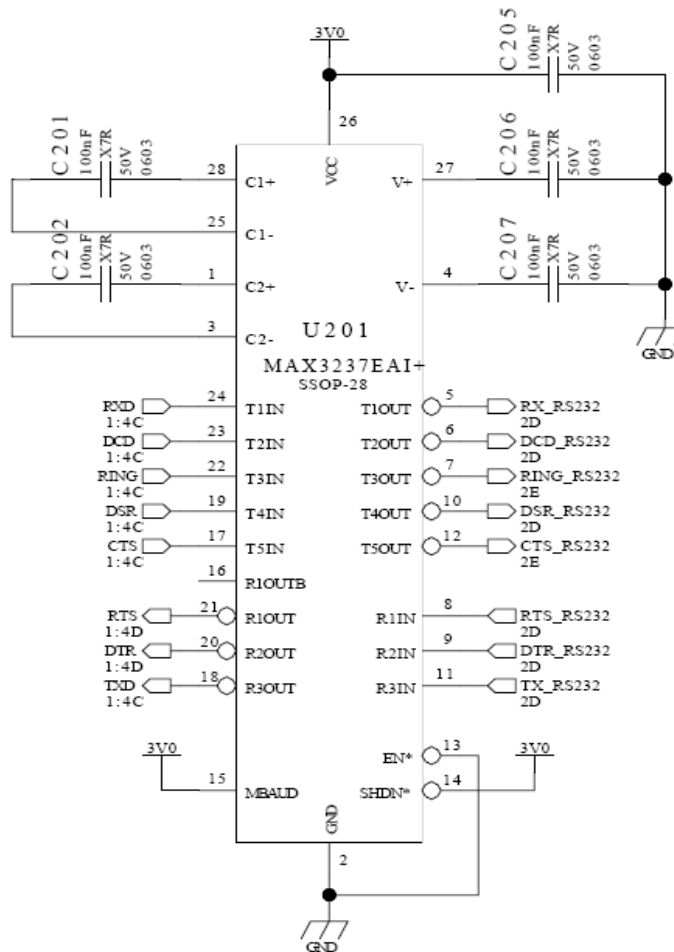 3V0
C205
100nF
X7R
50V
0603
26
VCC
C201
100nF
X7R
50V
0603
28
C1+
V+
27
C206
100nF
X7R
50V
0603
25
C1-
C202
100nF
X7R
50V
0603
1
C2+
V-
4
C207
100nF
X7R
50V
0603
3
C2-
GND
U201
MAX3237EAI+
SSOP-28
RXD
1:4C
24
T1IN
T1OUT
5
RX_RS232
2D
DCD
1:4C
23
T2IN
T2OUT
6
DCD_RS232
2D
RING
1:4C
22
T3IN
T3OUT
7
RING_RS232
2E
DSR
1:4C
19
T4IN
T4OUT
10
DSR_RS232
2D
CTS
1:4C
17
T5IN
T5OUT
12
CTS_RS232
2E
16
R1OUTB
RTS
1:4D
21
R1OUT
R1IN
8
RTS_RS232
2D
DTR
1:4D
20
R2OUT
R2IN
9
DTR_RS232
2D
TXD
1:4C
18
R3OUT
R3IN
11
TX_RS232
2D
3V0
EN*
13
3V0
15
MBAUD
SHDN*
14
GND
2
GND